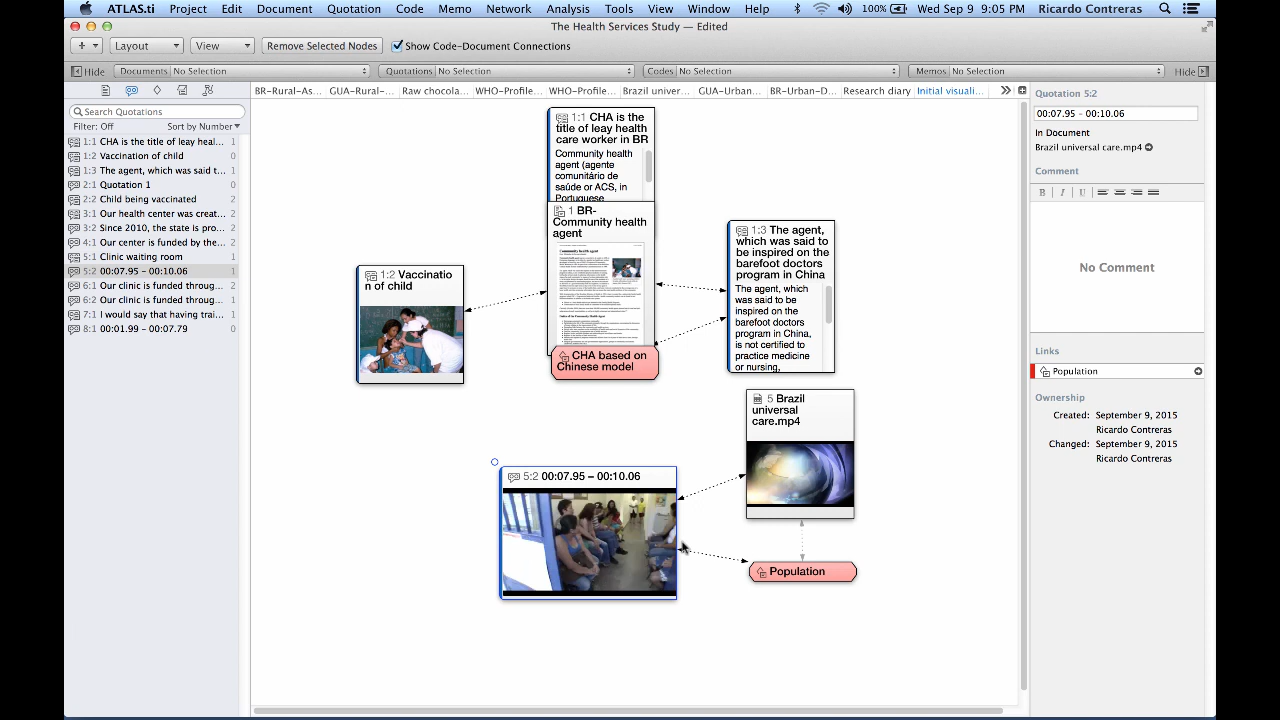 ATLAS.ti Project Edit Document Quotation Code Memo Network Analysis Tools View Window Help 100% Wed Sep 9 9:05 PM Ricardo Contreras
The Health Services Study — Edited
+ Layout View Remove Selected Nodes Show Code-Document Connections
Hide Documents No Selection Quotations No Selection Codes No Selection Memos No Selection Hide
BR-Rural-As... GUA-Rural-... Raw chocola... WHO-Profile... WHO-Profile... Brazil univer... GUA-Urban... BR-Urban-D... Research diary Initial visuali...
Search Quotations
Filter: Off Sort by Number
1:1 CHA is the title of leay heal... 1
1:2 Vaccination of child 0
1:3 The agent, which was said t... 1
2:1 Quotation 1 0
2:2 Child being vaccinated 2
3:1 Our health center was creat... 2
3:2 Since 2010, the state is pro... 2
4:1 Our center is funded by the... 2
5:1 Clinic waiting room 1
5:2 00:07.95 – 00:10.06 1
6:1 Our clinic is funded throug... 2
6:2 Our clinic is funded throug... 1
7:1 I would say that having trai... 1
8:1 00:01.99 – 00:07.79 0
1:1 CHA is the
title of leay health
care worker in BR
Community health
agent (agente
comunitário de
saúde or ACS, in
Portuguese
1 BR-
Community health
agent
Community health agent
CHA based on
Chinese model
1:2 Vaccinatio
n of child
1:3 The agent,
which was said to
be inspired on the
barefoot doctors
program in China
The agent,
which was said
to be
inspired on the
barefoot doctors
program in China,
is not certified to
practice medicine
or nursing,
5 Brazil
universal
care.mp4
5:2 00:07.95 – 00:10.06
Population
Quotation 5:2
00:07.95 – 00:10.06
In Document
Brazil universal care.mp4
Comment
B I U
No Comment
Links
Population
Ownership
Created: September 9, 2015
Ricardo Contreras
Changed: September 9, 2015
Ricardo Contreras